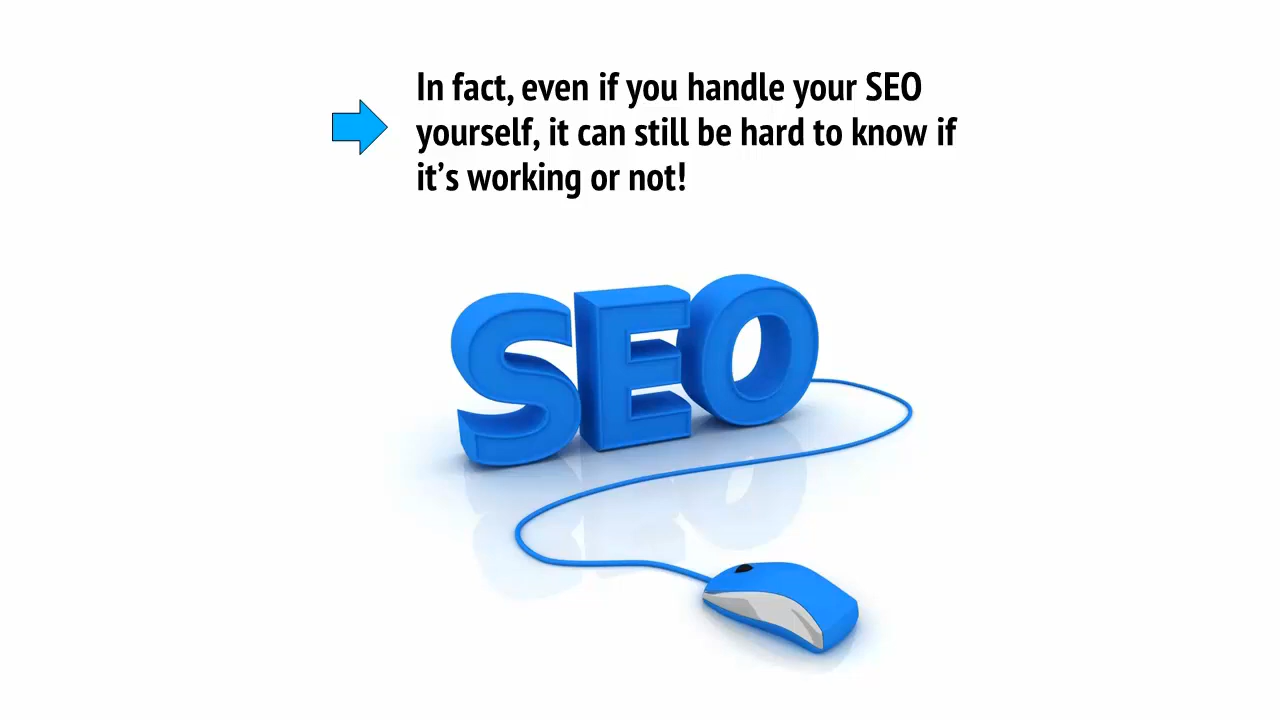 In fact, even if you handle your SEO
yourself, it can still be hard to know if
it’s working or not!
SEO